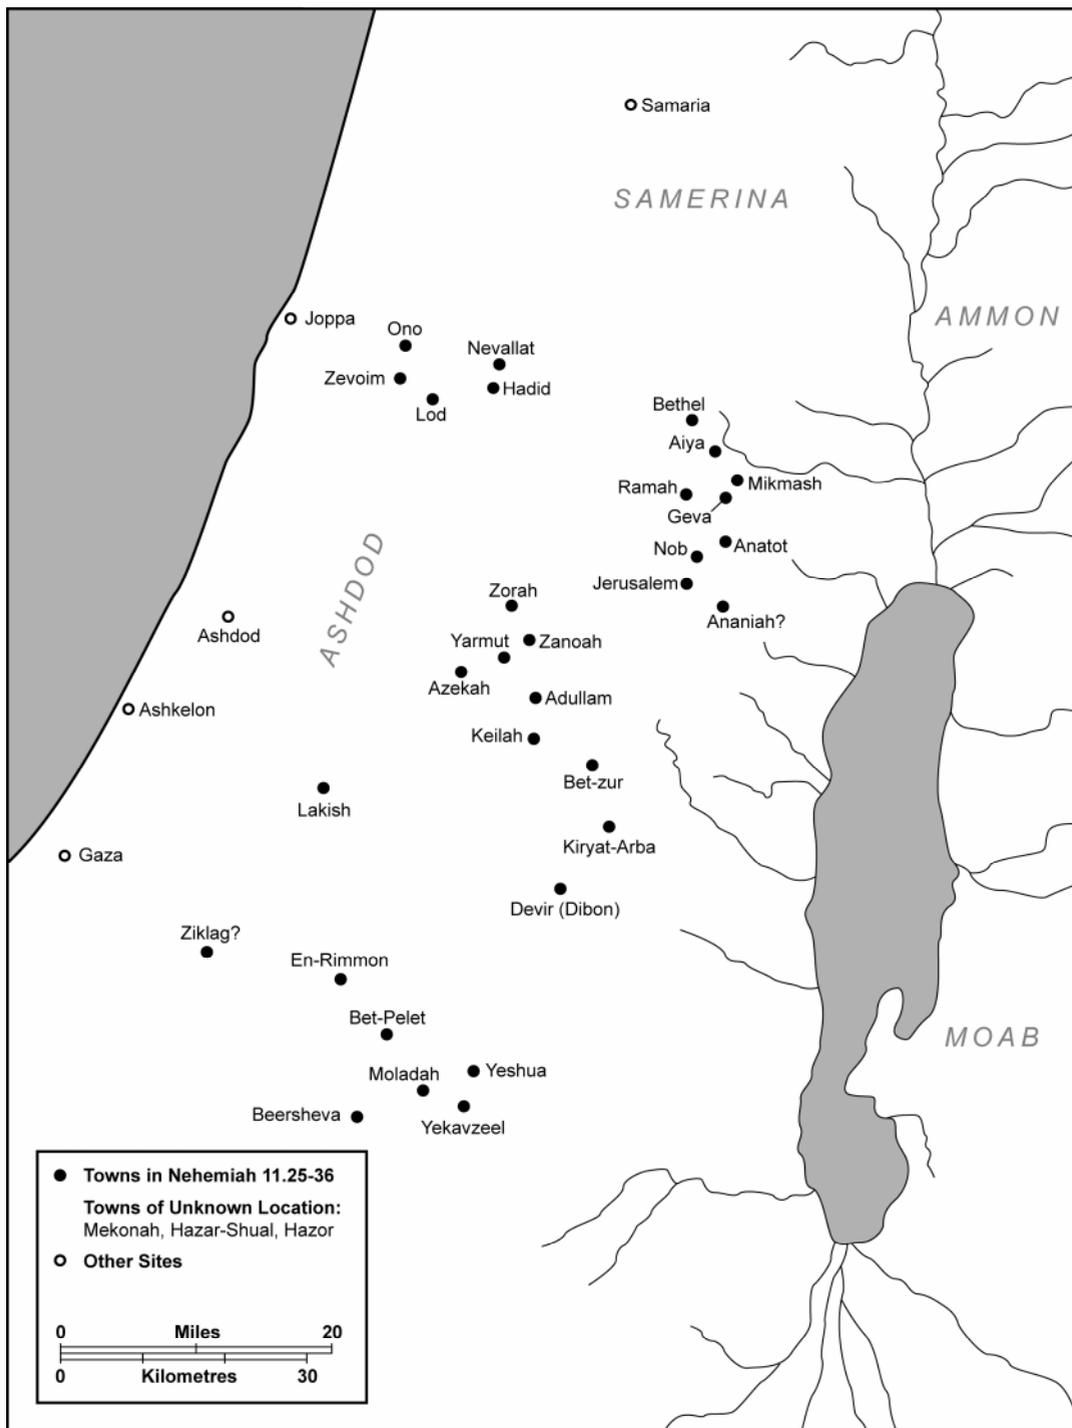 Samaria
SAMERINA
AMMON
Joppa
Ono
Nevallat
Zevoim
Hadid
Lod
Bethel
Aiya
Mikmash
Ramah
Geva
Anatot
Nob
Jerusalem
Ananiah?
ASHDOD
Zorah
Ashdod
Yarmut
Zanoah
Azekah
Adullam
Ashkelon
Keilah
Bet-zur
Lakish
Kiryat-Arba
Gaza
Devir (Dibon)
Ziklag?
En-Rimmon
Bet-Pelet
MOAB
Moladah
Yeshua
Beersheva
Yekavzeel
Towns in Nehemiah 11.25-36
Towns of Unknown Location:
Mekonah, Hazar-Shual, Hazor
Other Sites
0 Miles 20
0 Kilometres 30